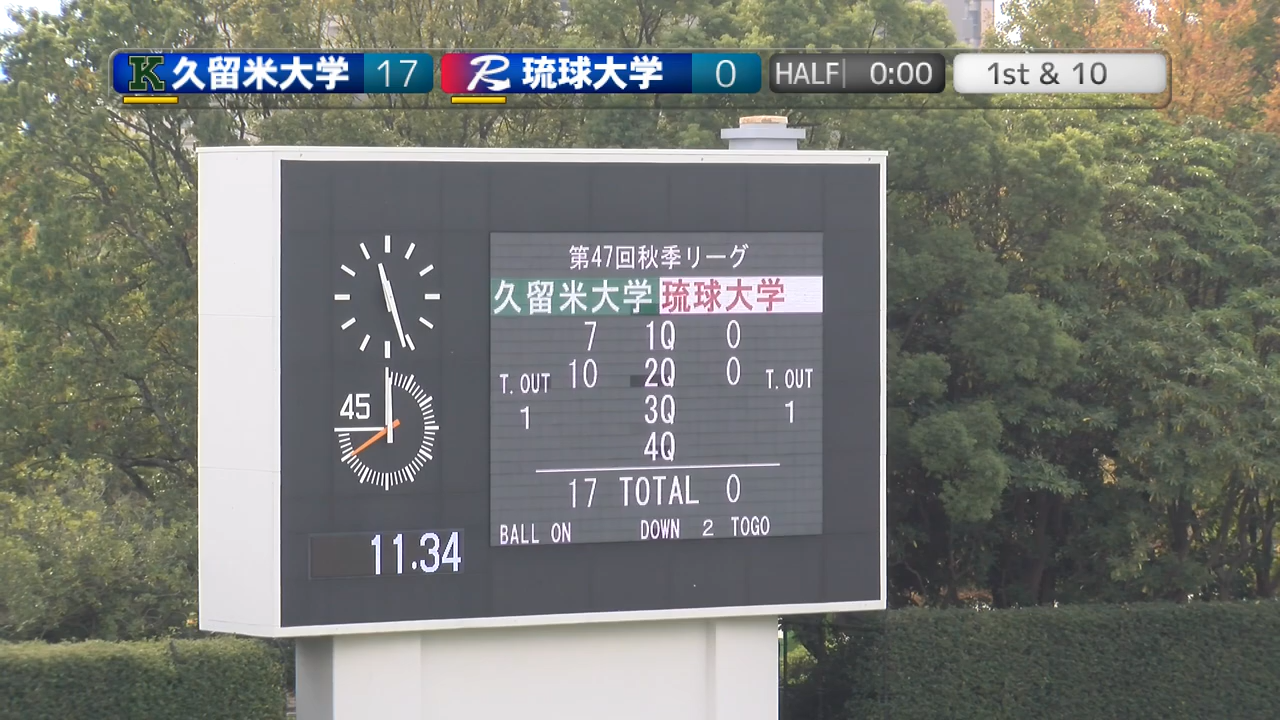 K 久留米大学 17 R 琉球大学 0 HALF 0:00 1st & 10
第47回秋季リーグ
久留米大学 琉球大学
7 1Q 0
T.OUT 10 2Q 0 T.OUT
1 3Q 1
4Q
45
17 TOTAL 0
BALL ON DOWN 2 TOGO
11.34